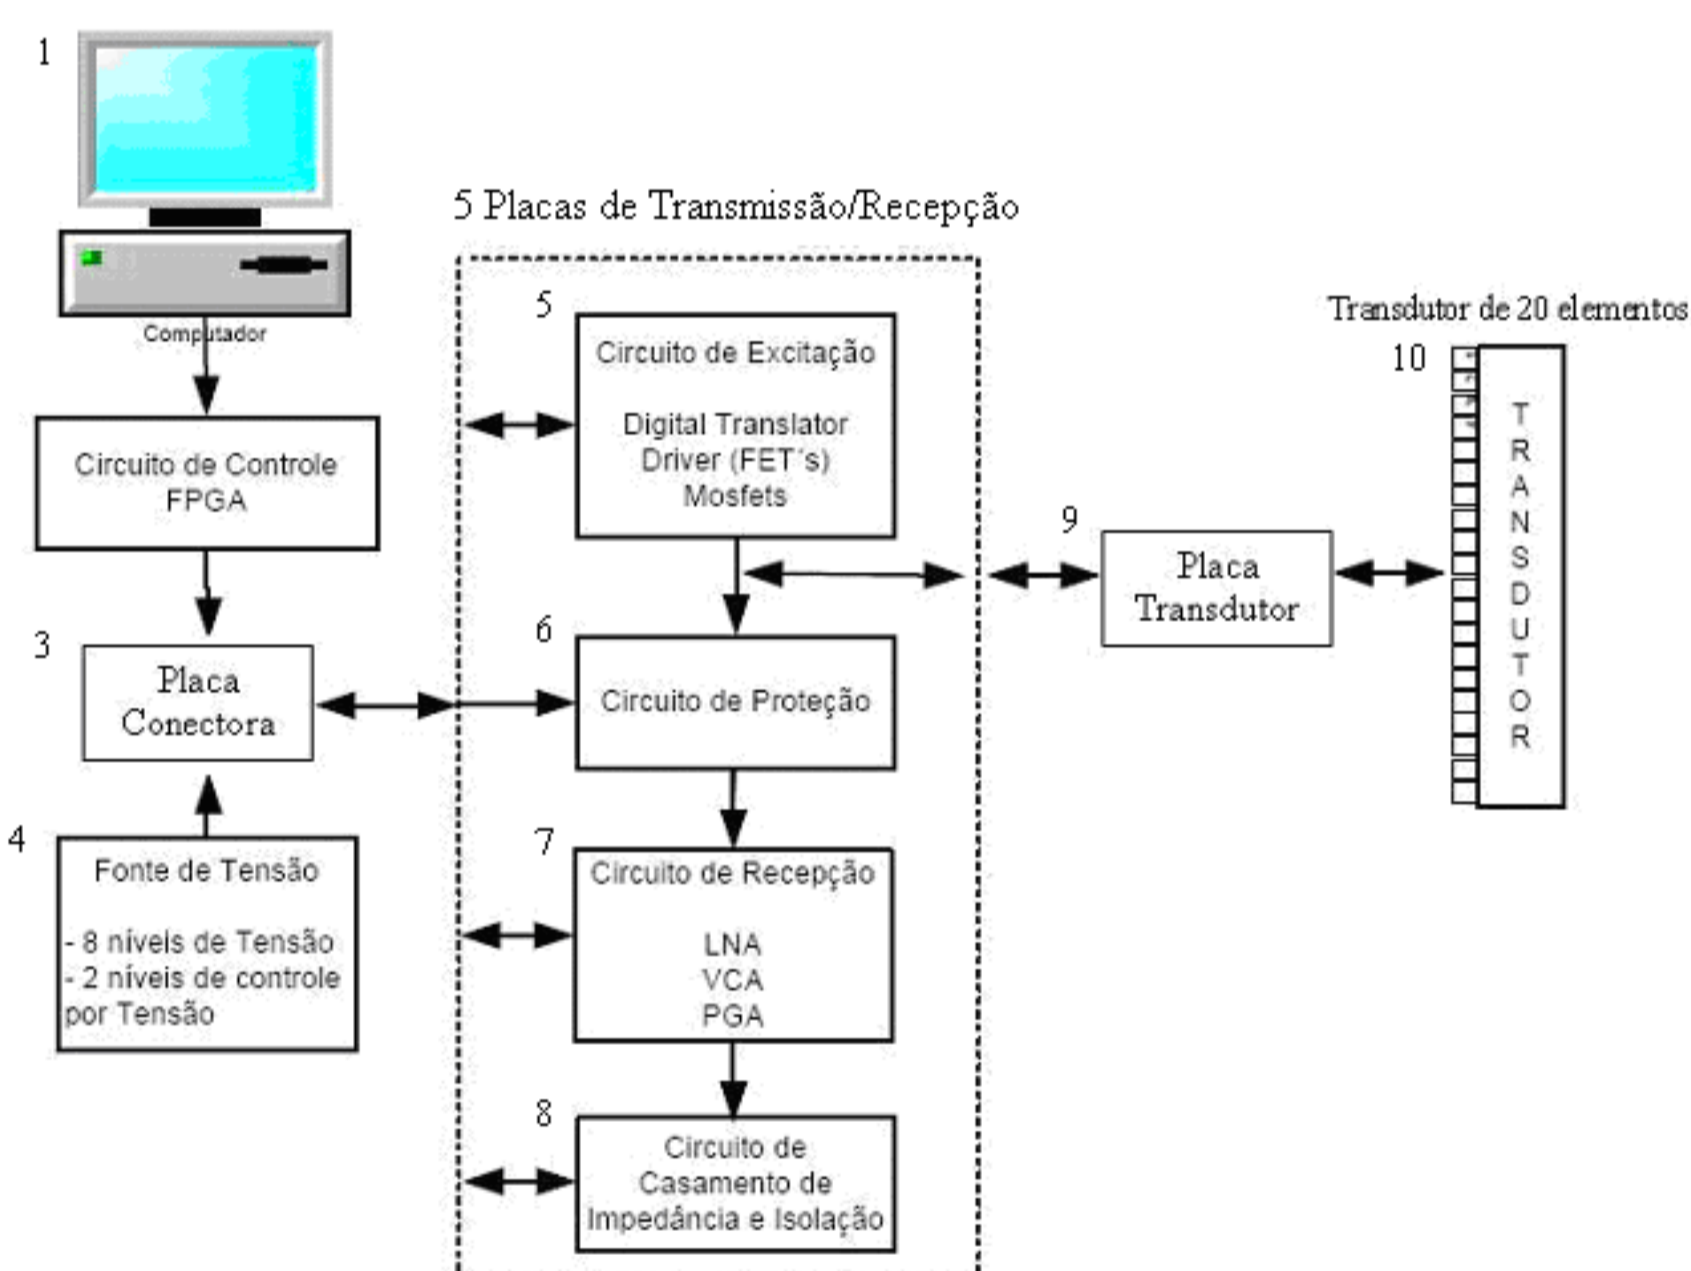 1
Computador
Circuito de Controle
FPGA
3
Placa
Conectora
4
Fonte de Tensão
- 8 níveis de Tensão
- 2 níveis de controle
por Tensão
5 Placas de Transmissão/Recepção
5
Circuito de Excitação
Digital Translator
Driver (FET´s)
Mosfets
6
Circuito de Proteção
7
Circuito de Recepção
LNA
VCA
PGA
8
Circuito de
Casamento de
Impedância e Isolação
9
Placa
Transdutor
Transdutor de 20 elementos
10
T
R
A
N
S
D
U
T
O
R